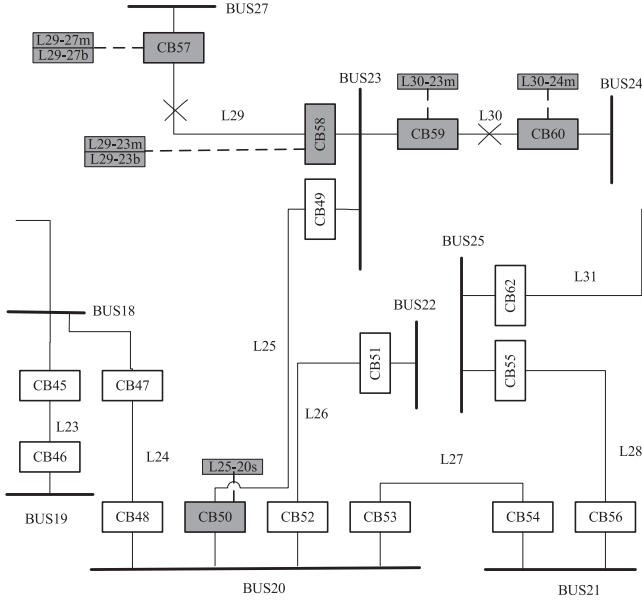 BUS27
L29-27m
L29-27b
CB57
BUS23
L30-23m
L30-24m
BUS24
L29
L30
CB58
CB59
CB60
L29-23m
L29-23b
CB49
BUS25
BUS18
BUS22
CB62
L31
L25
CB51
CB55
CB45
CB47
L26
L23
CB46
L24
L25-20s
L27
L28
BUS19
CB48
CB50
CB52
CB53
CB54
CB56
BUS20
BUS21